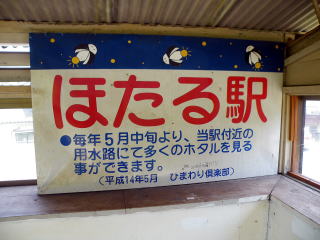 ほたる駅
●毎年5月中旬より、当駅付近の
用水路にて多くのホタルを見る
事ができます。
(平成14年5月 ひまわり倶楽部)